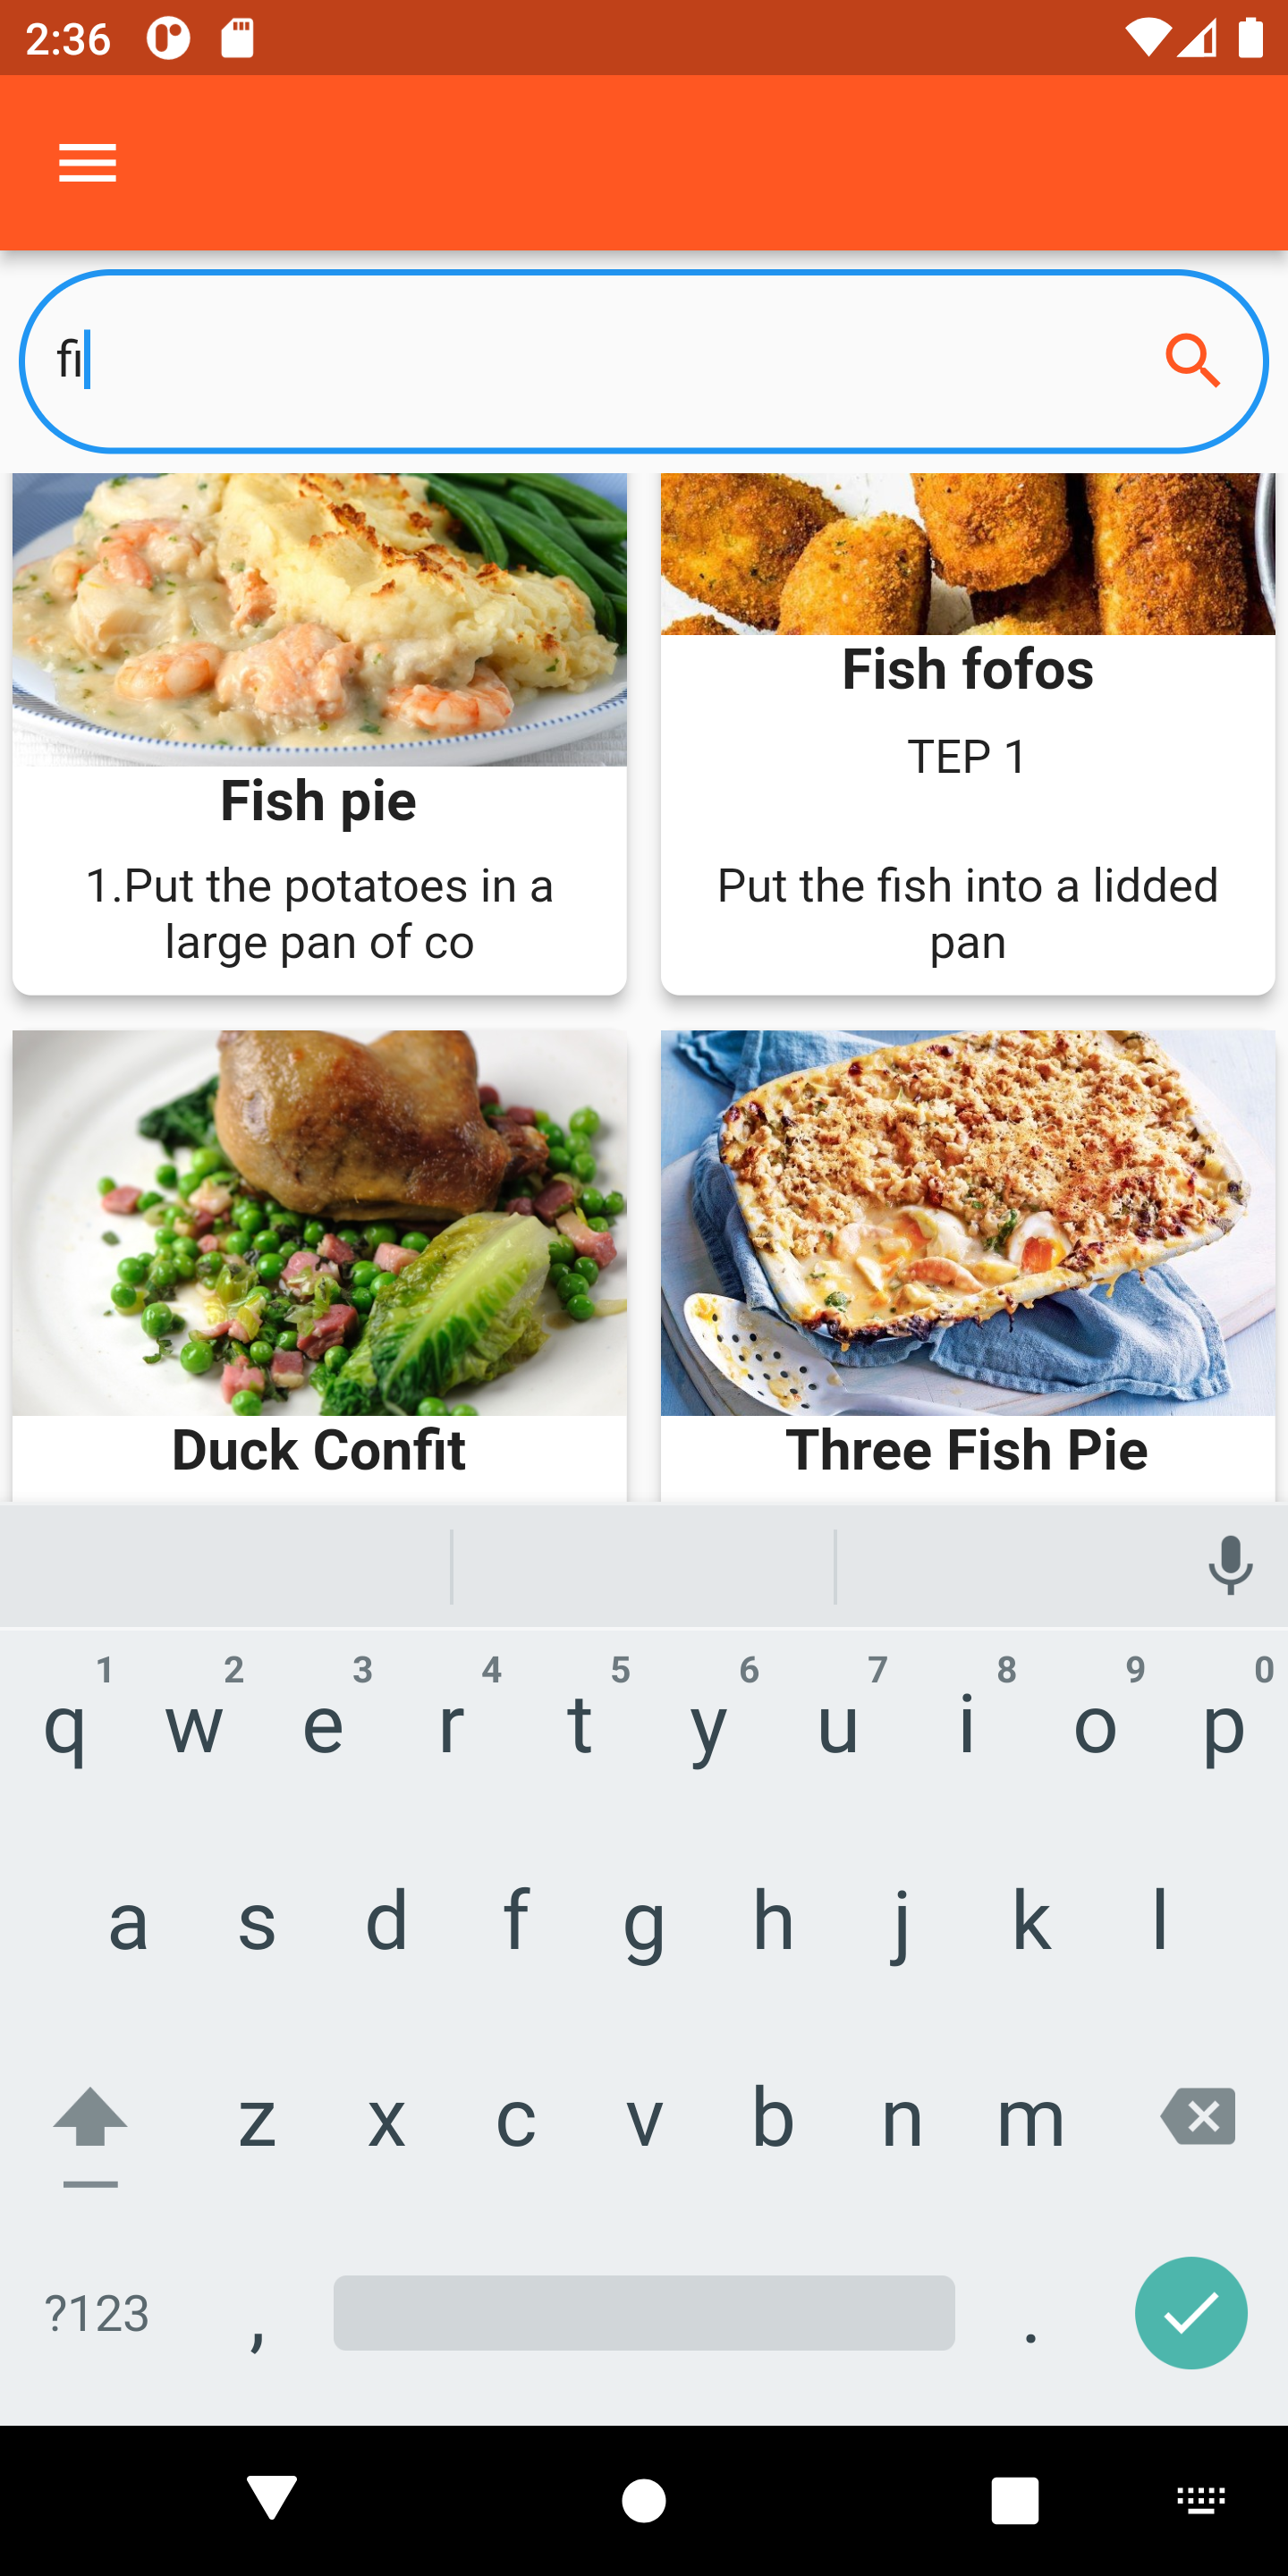 2:36
fi
Fish pie
1.Put the potatoes in a
large pan of co
Fish fofos
TEP 1
Put the fish into a lidded
pan
Duck Confit
Three Fish Pie
1 2 3 4 5 6 7 8 9 0
q w e r t y u i o p
a s d f g h j k l
z x c v b n m
?123 , .